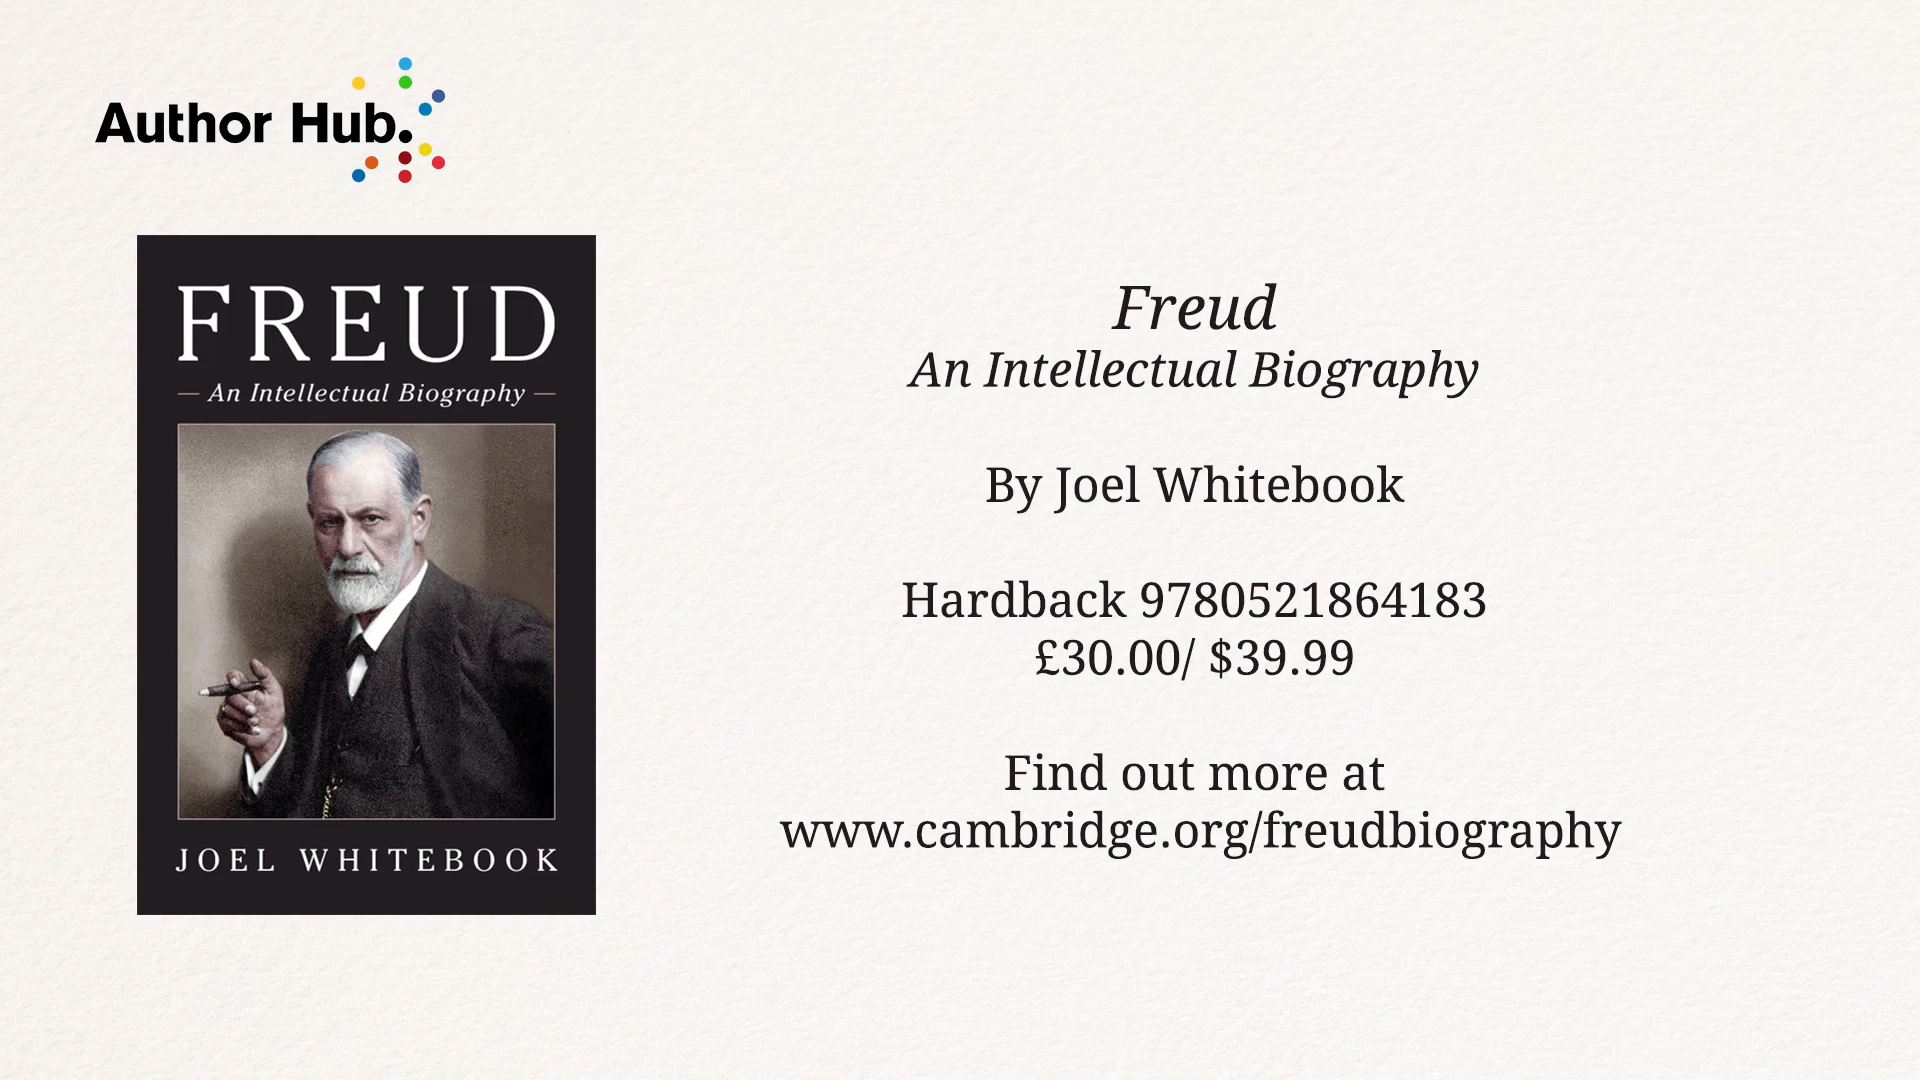 Author Hub.
FREUD
— An Intellectual Biography —
JOEL WHITEBOOK
Freud
An Intellectual Biography
By Joel Whitebook
Hardback 9780521864183
£30.00/ $39.99
Find out more at
www.cambridge.org/freudbiography